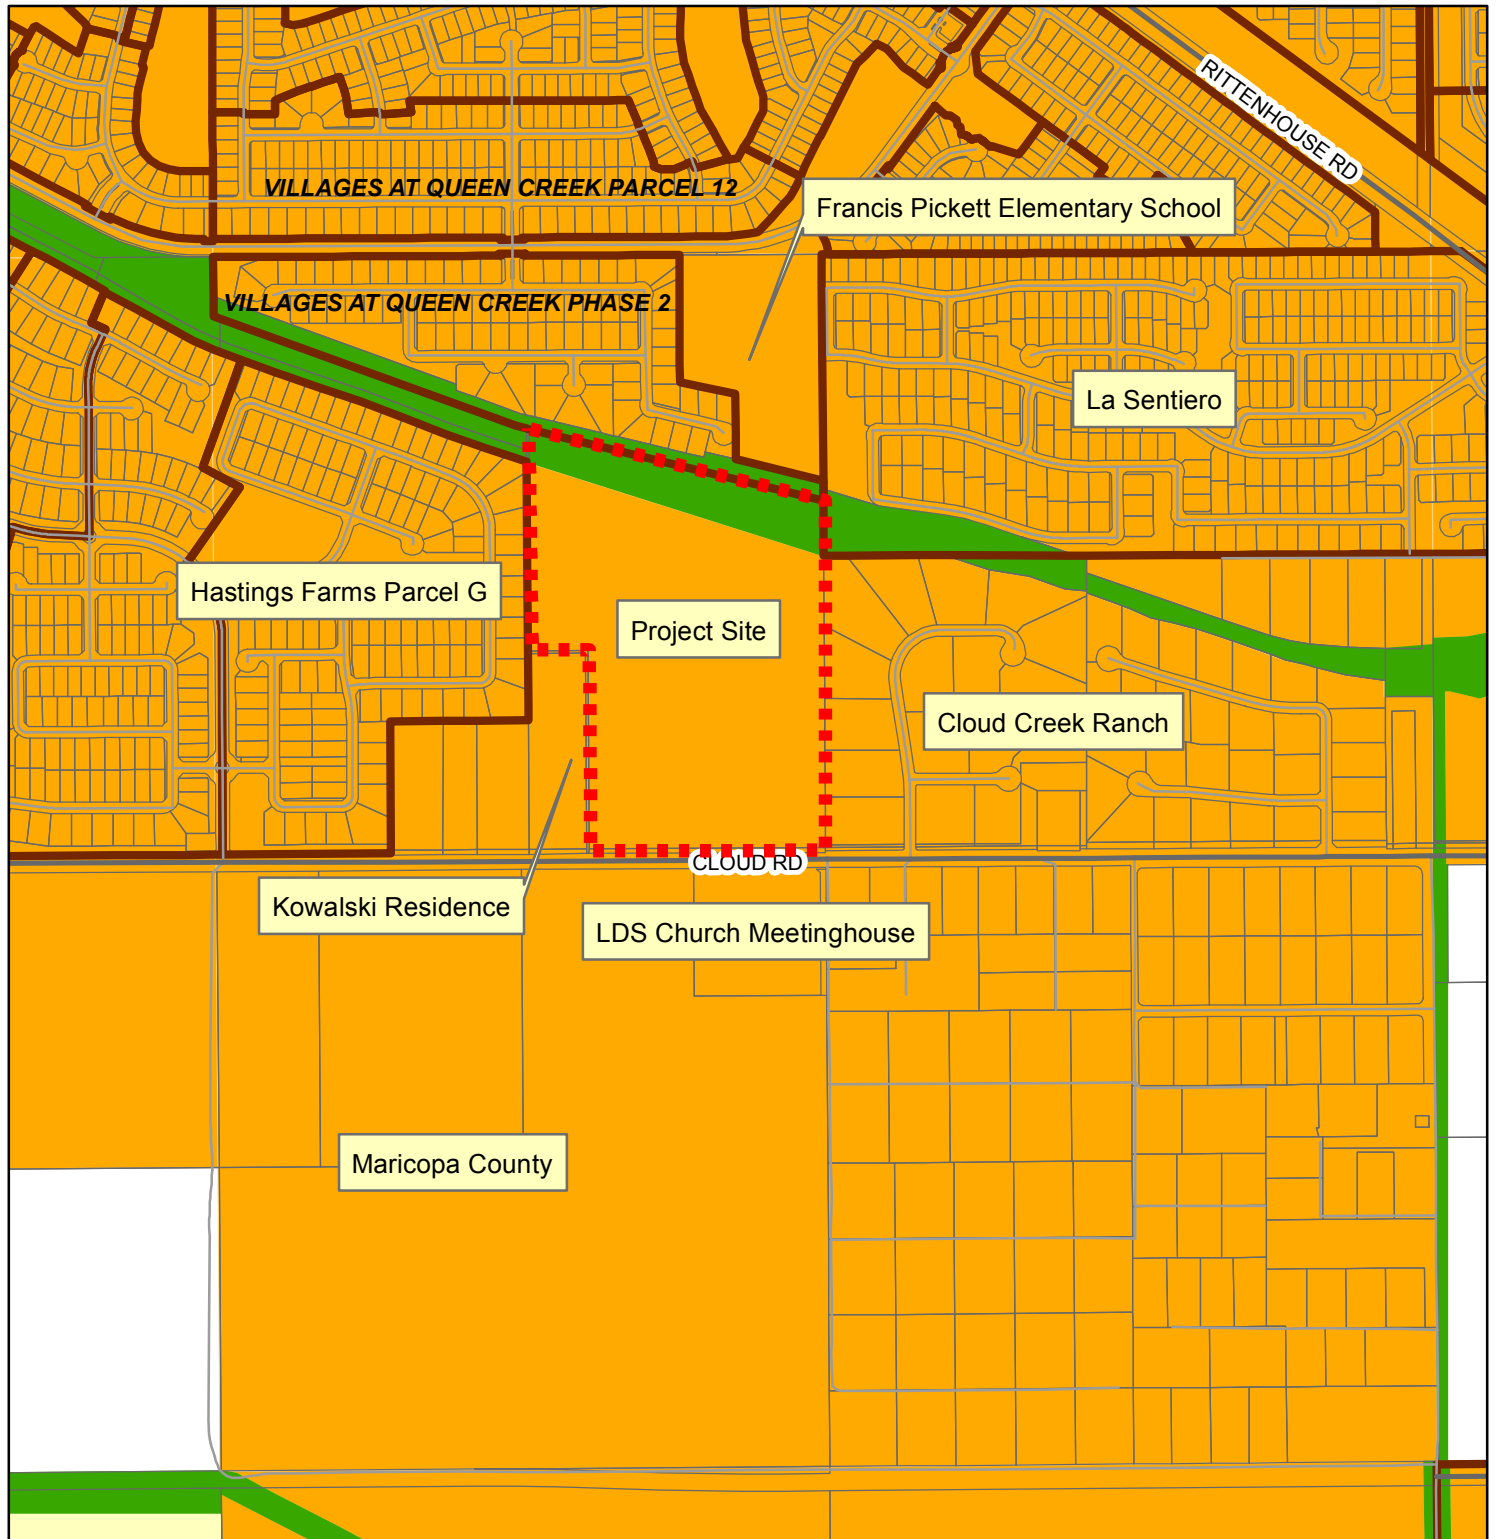 RITTENHOUSE RD
VILLAGES AT QUEEN CREEK PARCEL 12
Francis Pickett Elementary School
VILLAGES AT QUEEN CREEK PHASE 2
La Sentiero
Hastings Farms Parcel G
Project Site
Cloud Creek Ranch
CLOUD RD
Kowalski Residence
LDS Church Meetinghouse
Maricopa County